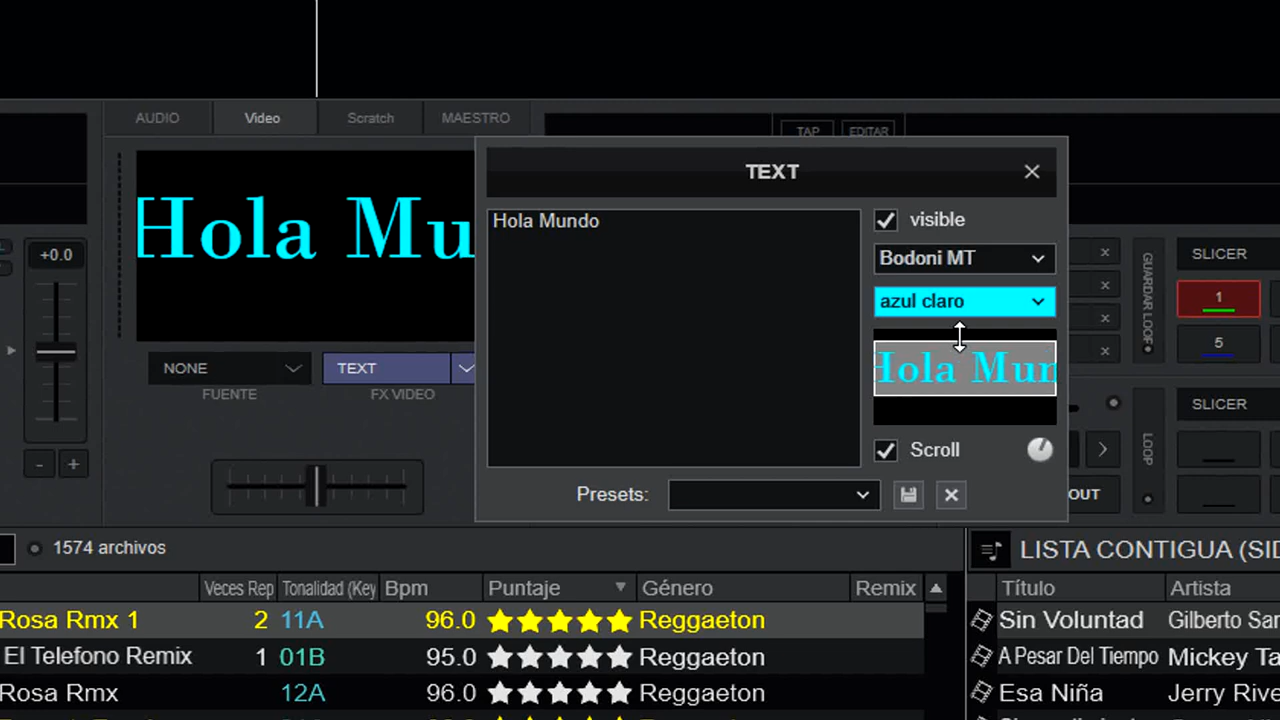 AUDIO Video Scratch MAESTRO
TAP EDITAR
TEXT
Hola Mu
Hola Mundo
visible
+0.0
Bodoni MT
GUARDAR LOOP
SLICER
azul claro
1
5
Hola Mun
NONE
TEXT
FUENTE
FX VIDEO
SLICER
Scroll
LOOP
- +
Presets:
OUT
1574 archivos
LISTA CONTIGUA (SID
Veces Rep Tonalidad (Key Bpm Puntaje Género Remix
Título Artista
Rosa Rmx 1 2 11A 96.0 Reggaeton
Sin Voluntad Gilberto San
El Telefono Remix 1 01B 95.0 Reggaeton
A Pesar Del Tiempo Mickey Ta
Rosa Rmx 12A 96.0 Reggaeton
Esa Niña Jerry Rive